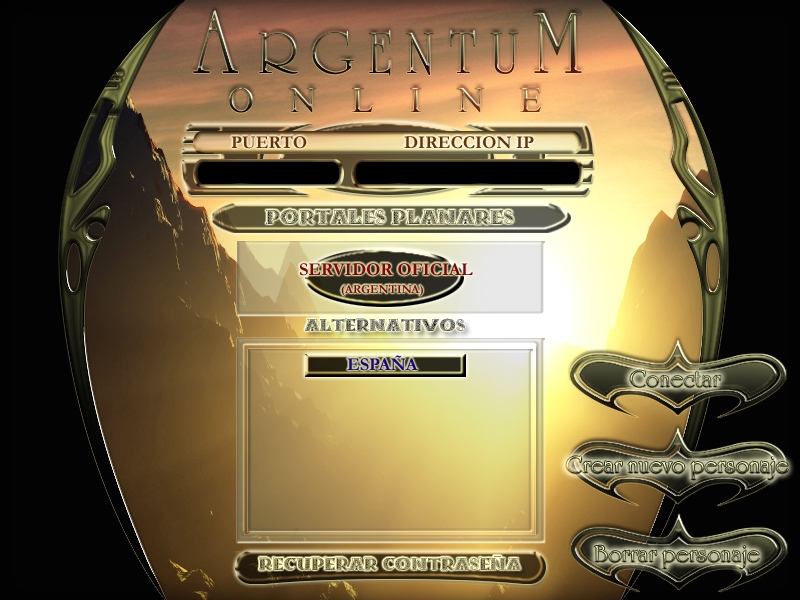 ARGENTUM
ONLINE
PUERTO DIRECCION IP
PORTALES PLANARES
SERVIDOR OFICIAL
(ARGENTINA)
ALTERNATIVOS
ESPAÑA
Conectar
Crear nuevo personaje
Borrar personaje
RECUPERAR CONTRASEÑA